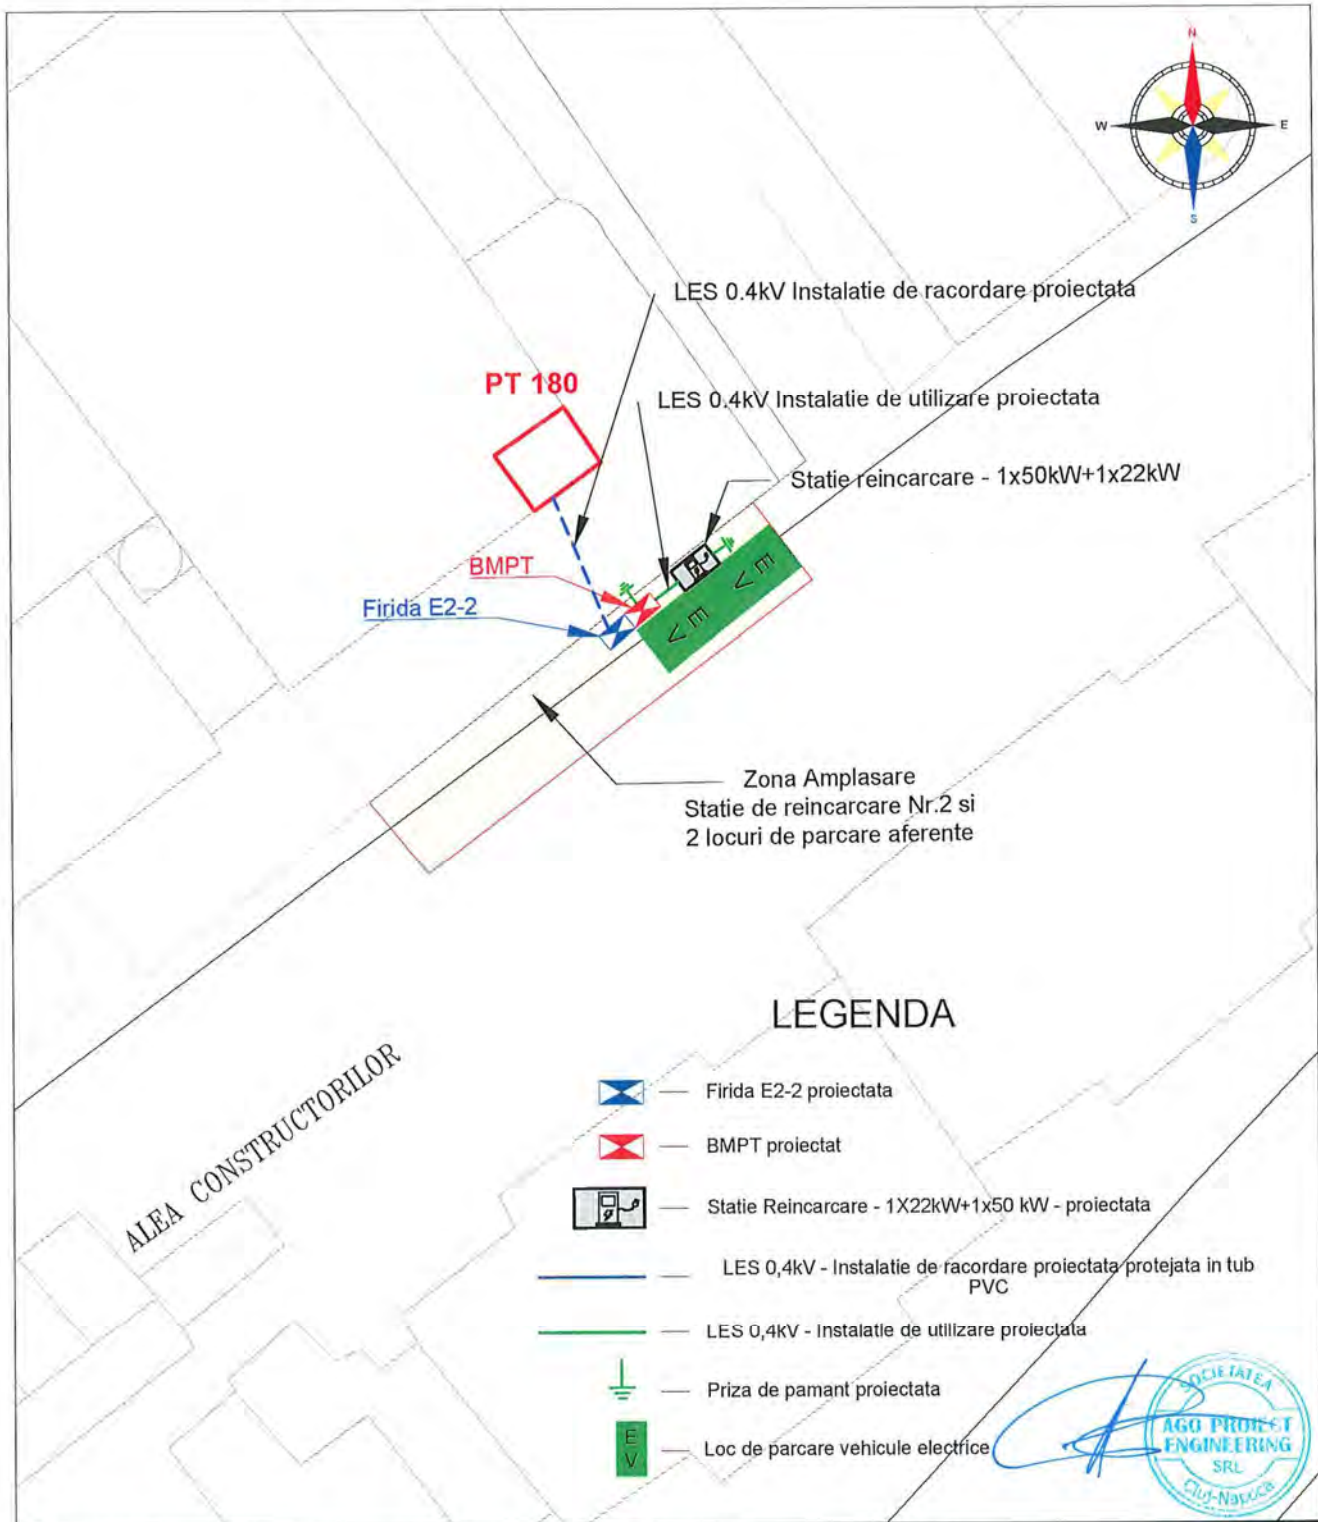 N
W
E
S
LES 0.4kV Instalatie de racordare proiectata
PT 180
LES 0.4kV Instalatie de utilizare proiectata
Statie reincarcare - 1x50kW+1x22kW
BMPT
Firida E2-2
E V
E V
Zona Amplasare
Statie de reincarcare Nr.2 si
2 locuri de parcare aferente
ALEA CONSTRUCTORILOR
LEGENDA
Firida E2-2 proiectata
BMPT proiectat
Statie Reincarcare - 1X22kW+1x50 kW - proiectata
LES 0,4kV - Instalatie de racordare proiectata protejata in tub
PVC
LES 0,4kV - Instalatie de utilizare proiectata
Priza de pamant proiectata
E
V
Loc de parcare vehicule electrice
SOCIETATEA
AGO PROIECT
ENGINEERING
SRL
Cluj-Napoca